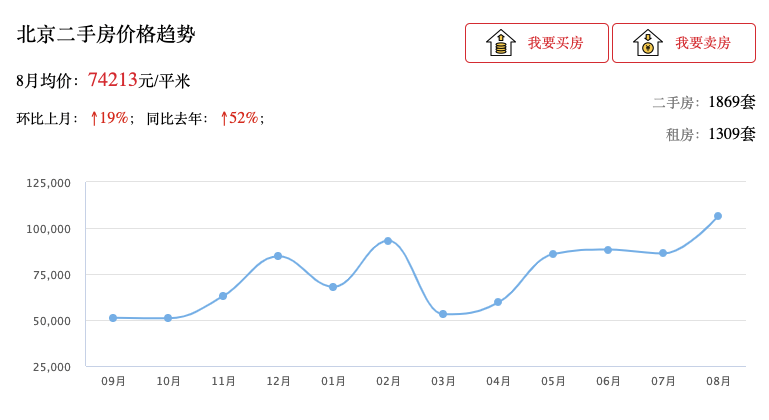 北京二手房价格趋势
我要买房
我要卖房
8月均价：74213元/平米
环比上月：↑19%； 同比去年：↑52%；
二手房：1869套
租房：1309套
125,000
100,000
75,000
50,000
25,000
09月 10月 11月 12月 01月 02月 03月 04月 05月 06月 07月 08月